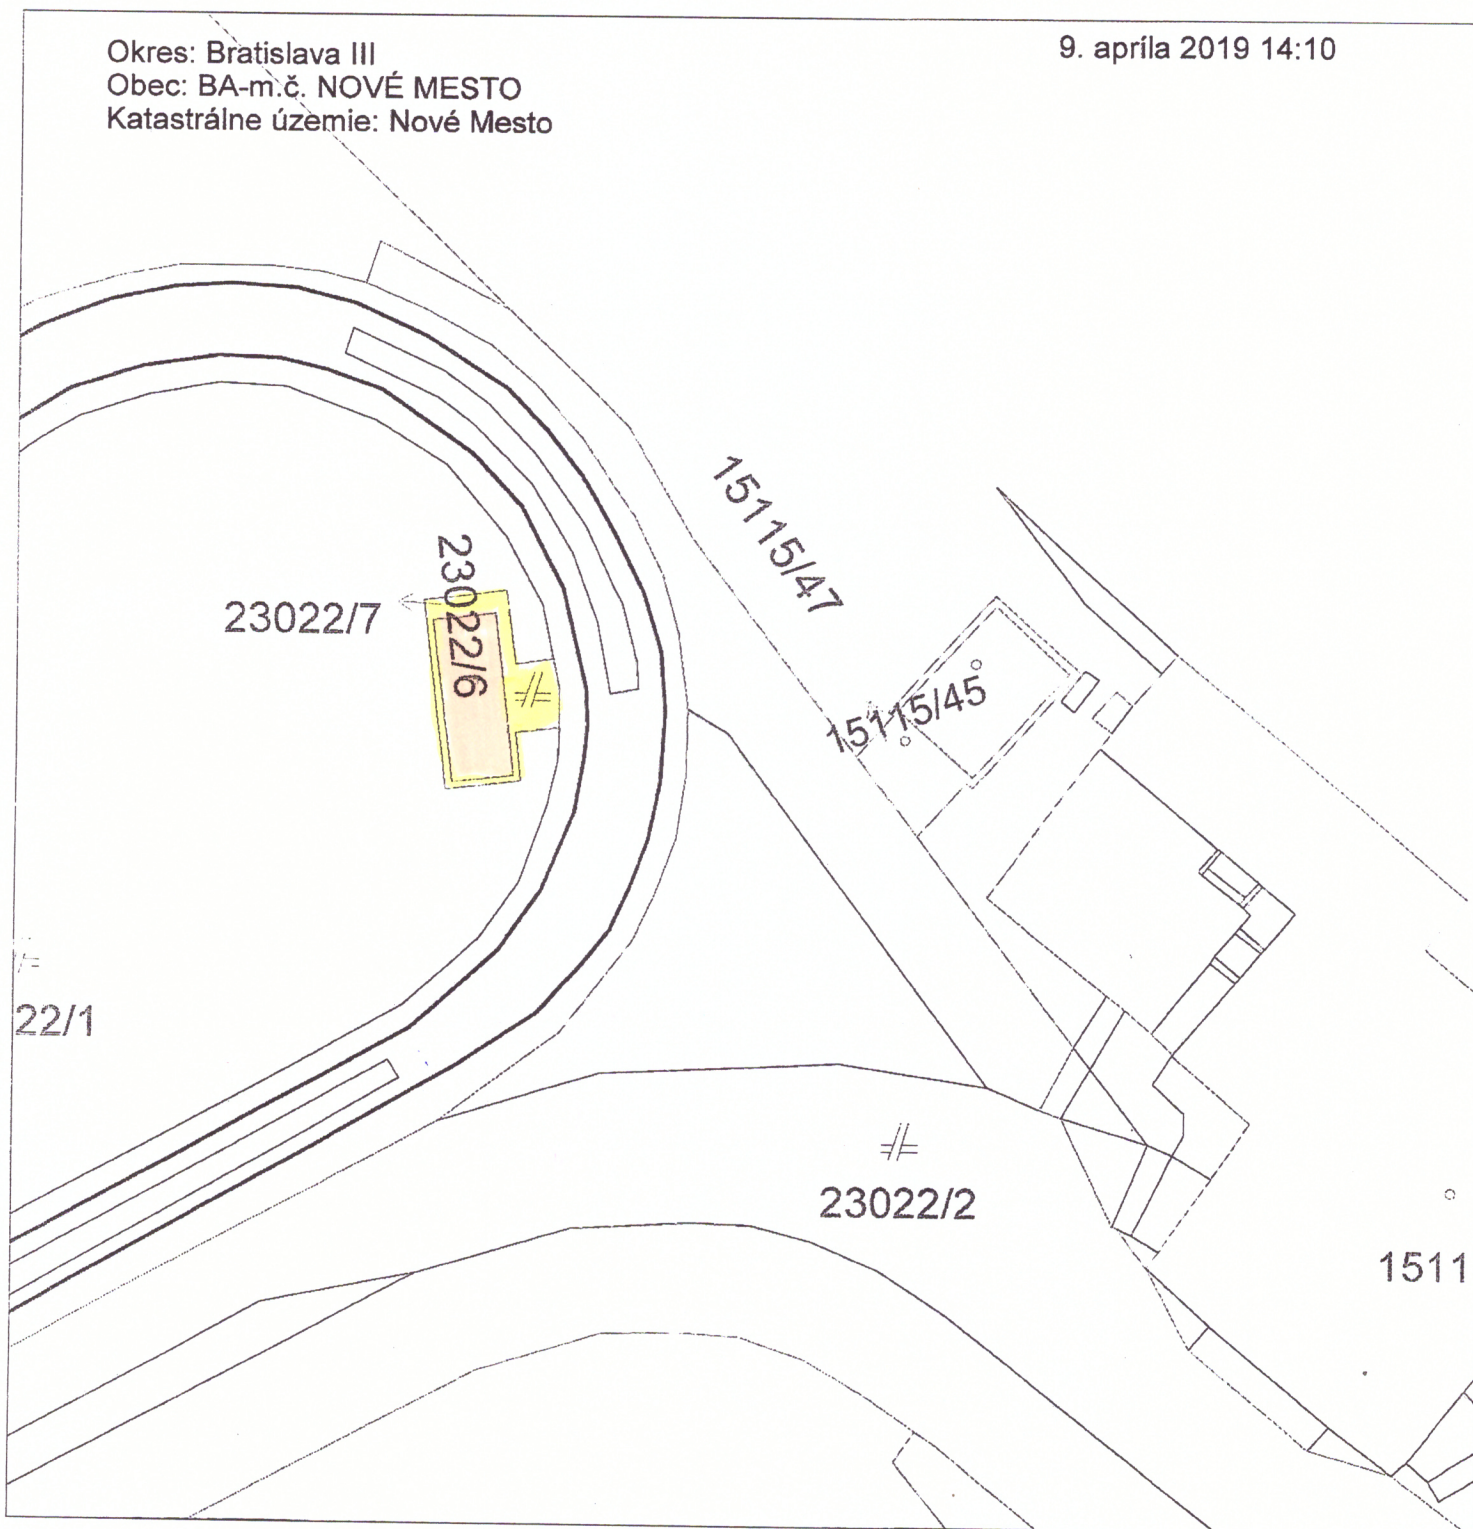 Okres: Bratislava III
Obec: BA-m.č. NOVÉ MESTO
Katastrálne územie: Nové Mesto
9. apríla 2019 14:10
15115/47
23022/6
23022/7
15115/45
22/1
23022/2
1511